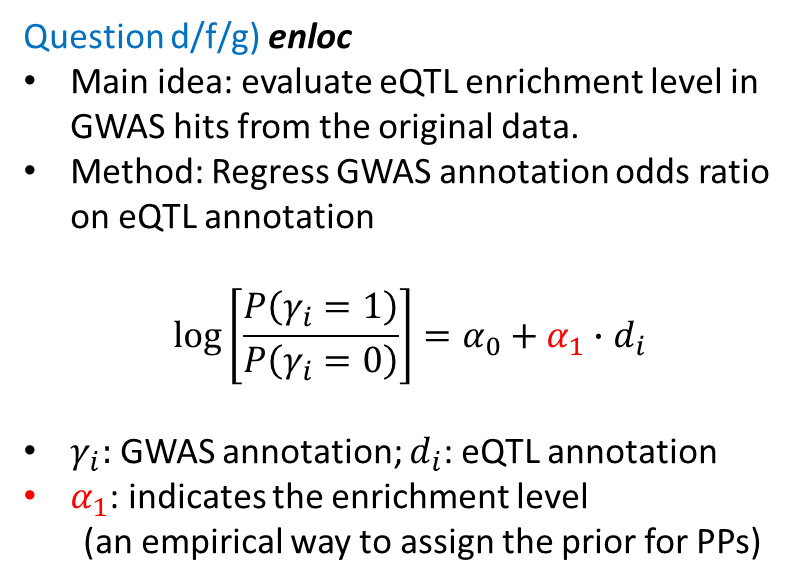 Question d/f/g) enloc
• Main idea: evaluate eQTL enrichment level in
GWAS hits from the original data.
• Method: Regress GWAS annotation odds ratio
on eQTL annotation
log[P(γᵢ = 1)/P(γᵢ = 0)] = α₀ + α₁ · dᵢ
• γᵢ: GWAS annotation; dᵢ: eQTL annotation
• α₁: indicates the enrichment level
(an empirical way to assign the prior for PPs)